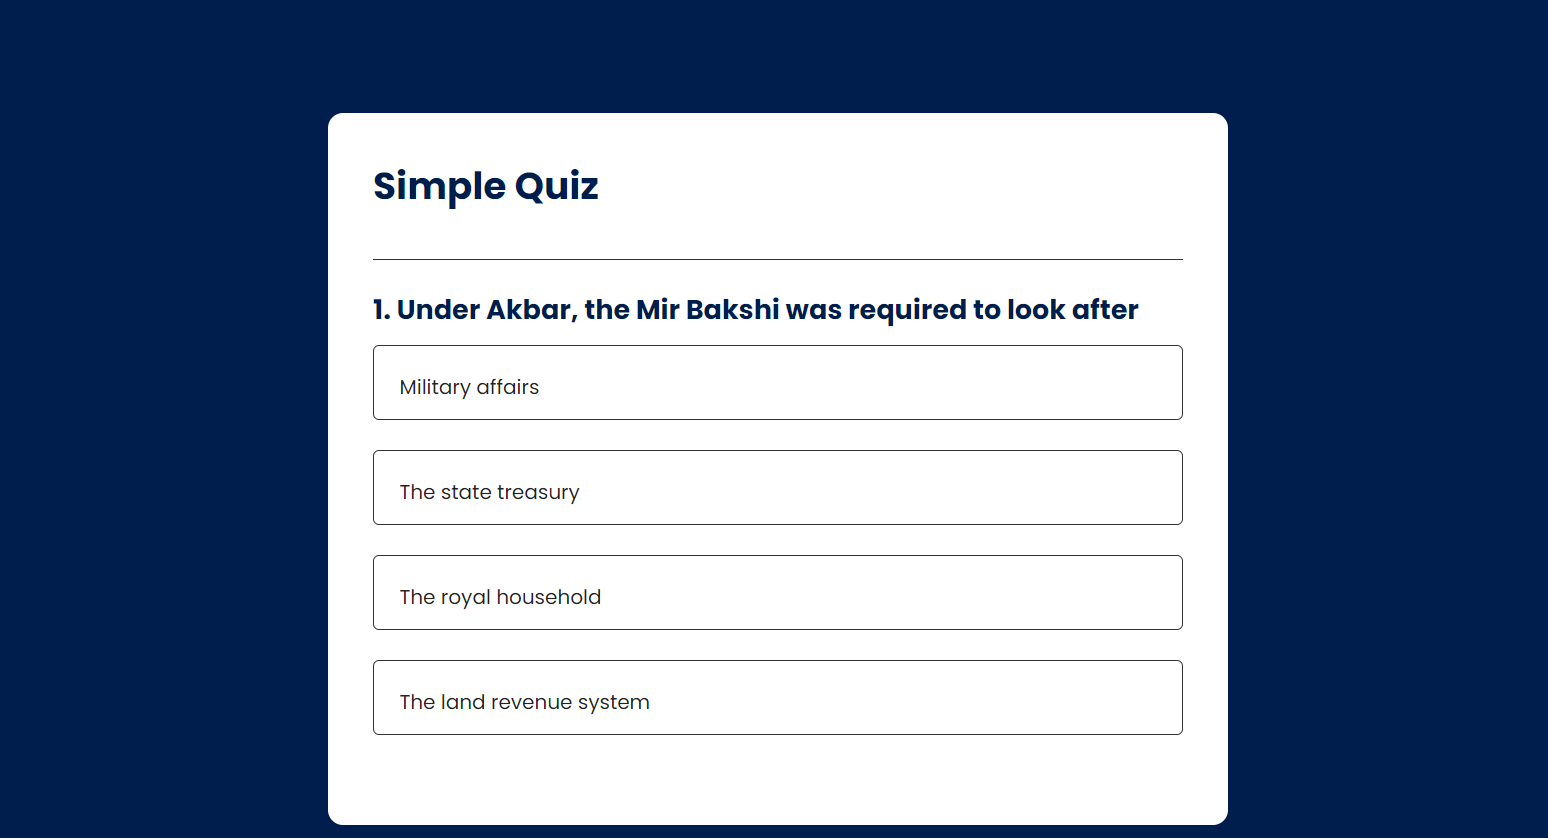 Simple Quiz
1. Under Akbar, the Mir Bakshi was required to look after
Military affairs
The state treasury
The royal household
The land revenue system